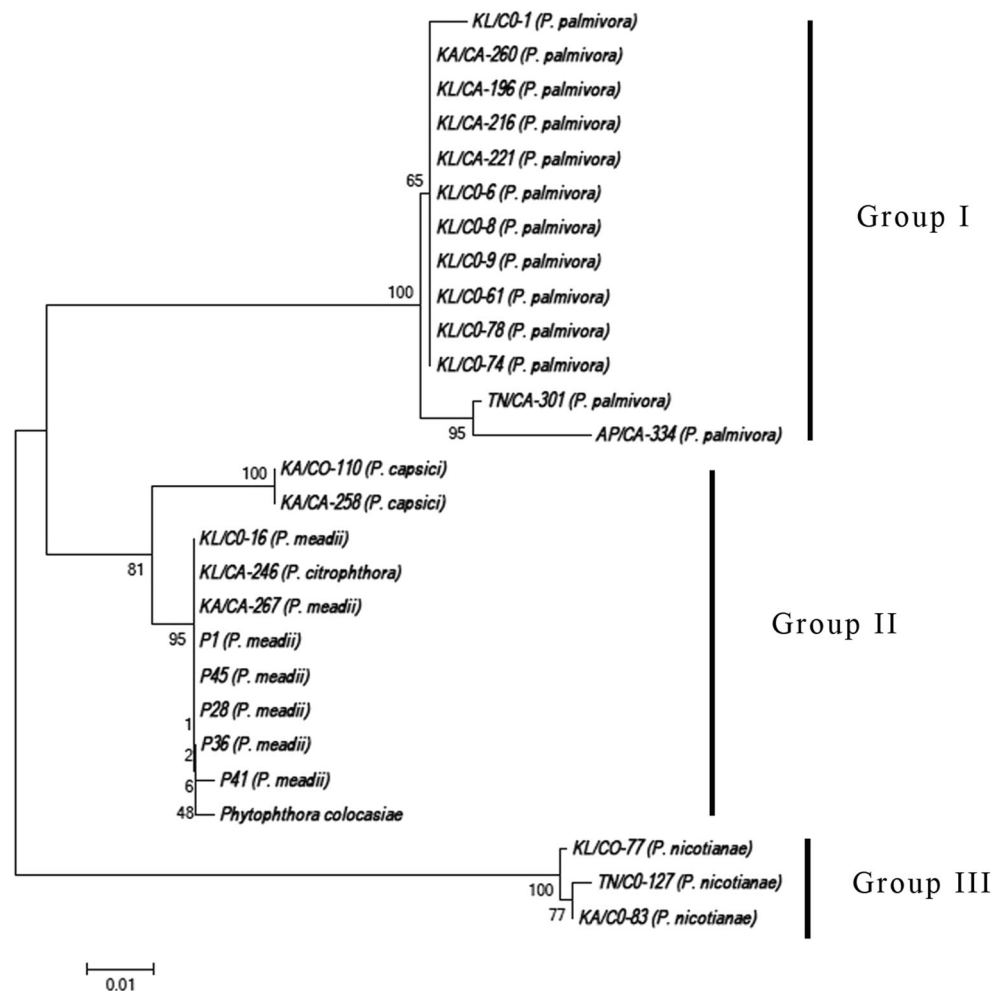 KL/C0-1 (P. palmivora)
KA/CA-260 (P. palmivora)
KL/CA-196 (P. palmivora)
KL/CA-216 (P. palmivora)
KL/CA-221 (P. palmivora)
65
KL/C0-6 (P. palmivora)
Group I
KL/C0-8 (P. palmivora)
KL/C0-9 (P. palmivora)
100
KL/C0-61 (P. palmivora)
KL/C0-78 (P. palmivora)
KL/C0-74 (P. palmivora)
TN/CA-301 (P. palmivora)
95
AP/CA-334 (P. palmivora)
100
KA/CO-110 (P. capsici)
KA/CA-258 (P. capsici)
KL/C0-16 (P. meadii)
81
KL/CA-246 (P. citrophthora)
KA/CA-267 (P. meadii)
Group II
95
P1 (P. meadii)
P45 (P. meadii)
P28 (P. meadii)
1
P36 (P. meadii)
2
P41 (P. meadii)
6
48
Phytophthora colocasiae
KL/CO-77 (P. nicotianae)
100
TN/C0-127 (P. nicotianae)
Group III
77
KA/C0-83 (P. nicotianae)
0.01